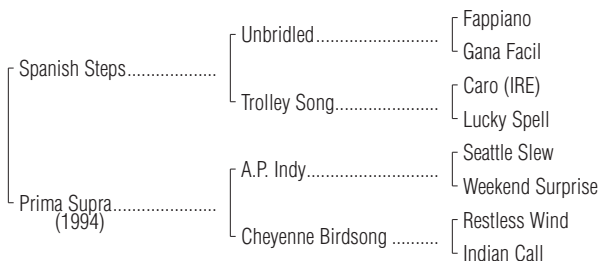 Fappiano
Unbridled...........................
Gana Facil
Spanish Steps....................
Caro (IRE)
Trolley Song.......................
Lucky Spell
Seattle Slew
A.P. Indy.............................
Weekend Surprise
Prima Supra.......................
(1994)
Restless Wind
Cheyenne Birdsong ..........
Indian Call